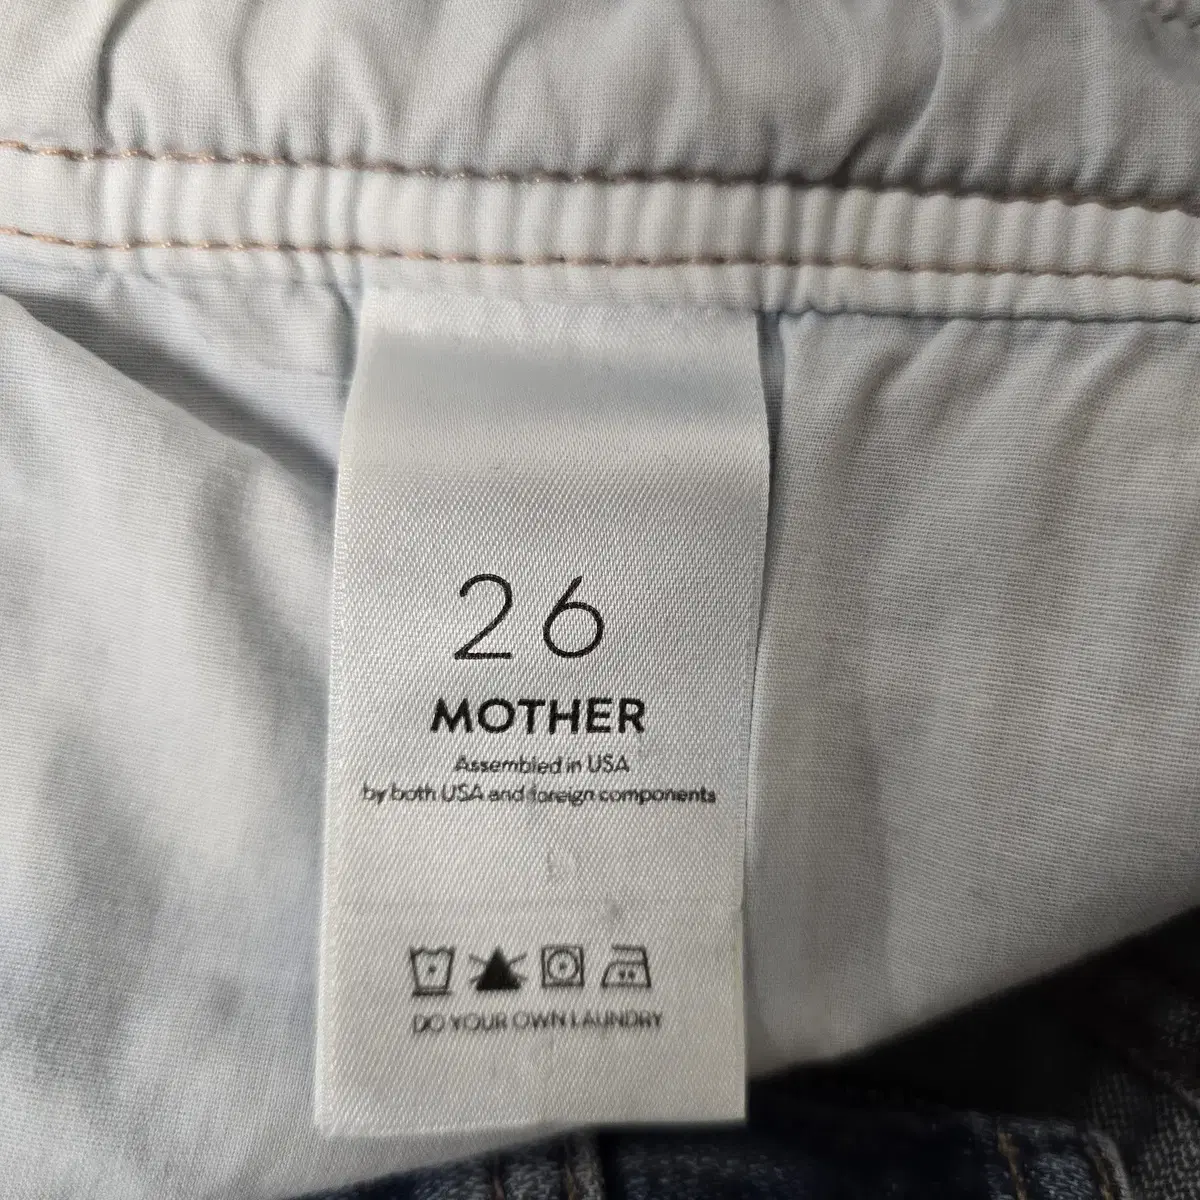 26
MOTHER
Assembled in USA
by both USA and foreign components
DO YOUR OWN LAUNDRY